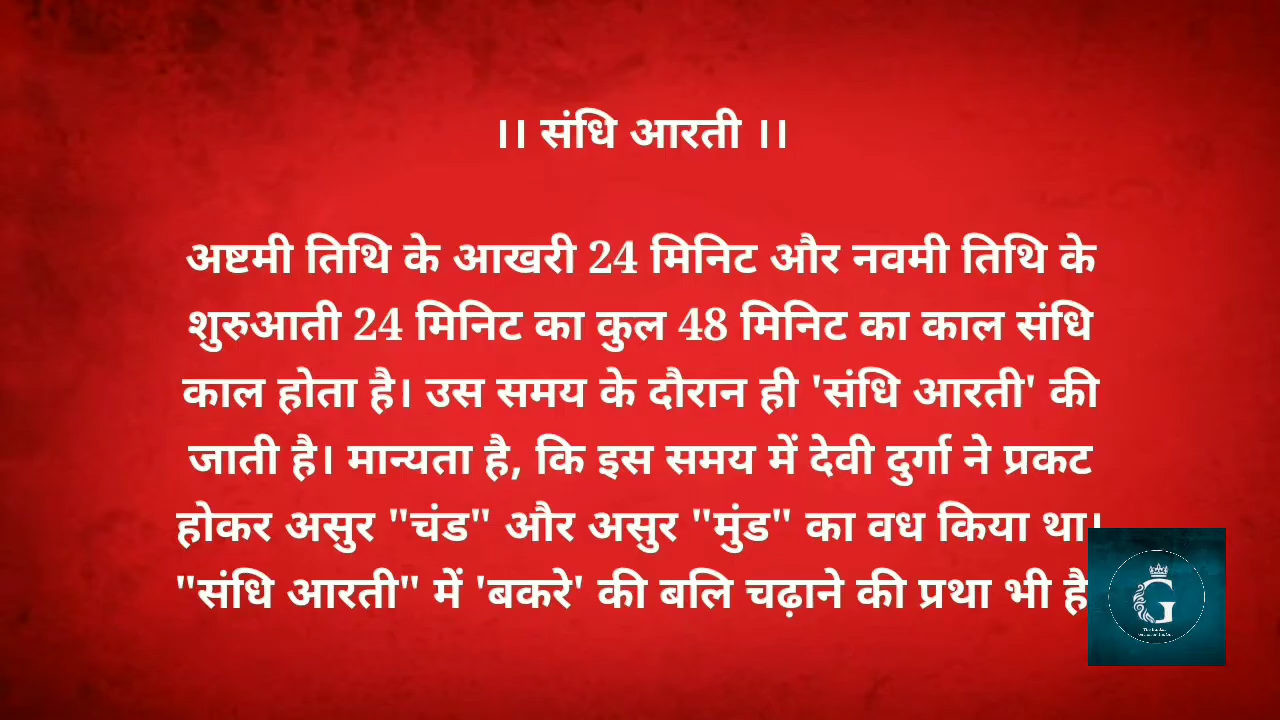 ।। संधि आरती ।।
अष्टमी तिथि के आखरी 24 मिनिट और नवमी तिथि के
शुरुआती 24 मिनिट का कुल 48 मिनिट का काल संधि
काल होता है। उस समय के दौरान ही 'संधि आरती' की
जाती है। मान्यता है, कि इस समय में देवी दुर्गा ने प्रकट
होकर असुर "चंड" और असुर "मुंड" का वध किया था।
"संधि आरती" में 'बकरे' की बलि चढ़ाने की प्रथा भी है
G